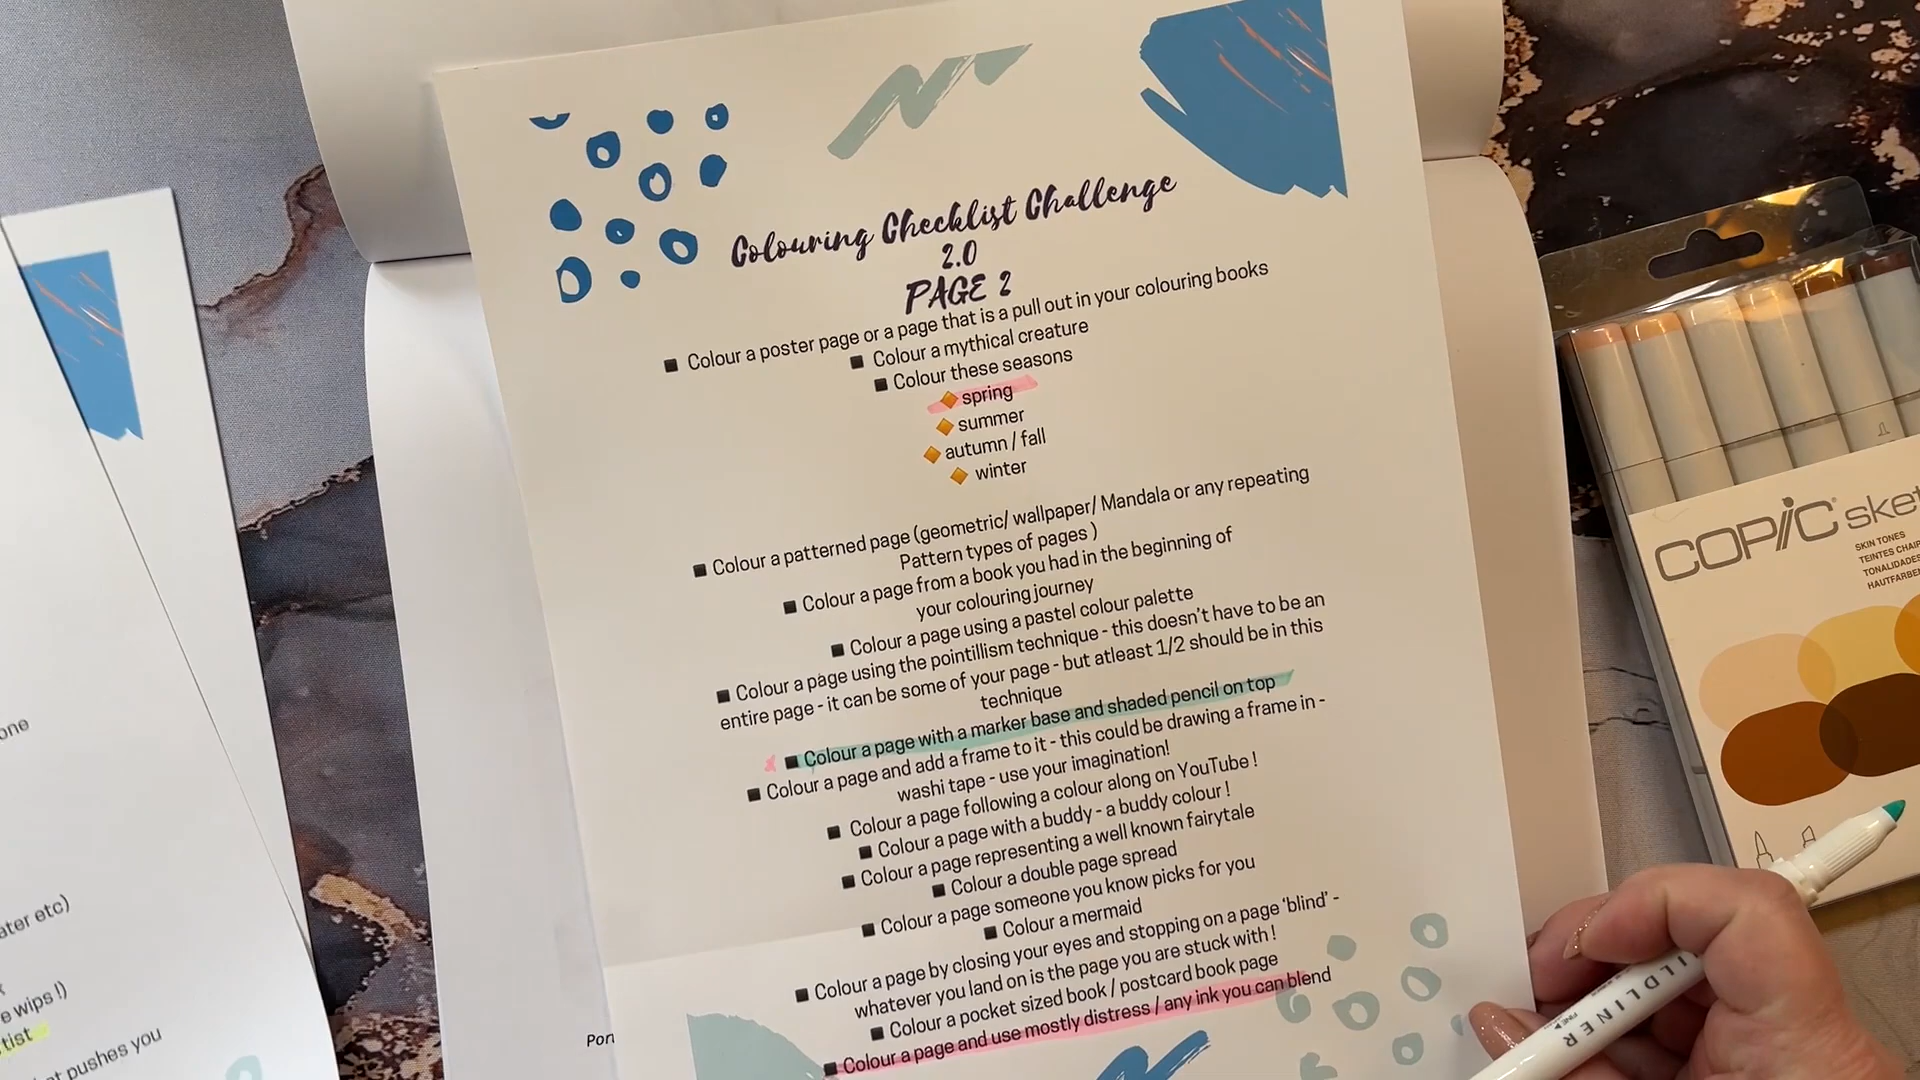 Colouring Checklist Challenge
2.0
PAGE 2
Colour a poster page or a page that is a pull out in your colouring books
Colour a mythical creature
Colour these seasons
spring
summer
autumn / fall
winter
Colour a patterned page (geometric/ wallpaper/ Mandala or any repeating
Pattern types of pages )
Colour a page from a book you had in the beginning of
your colouring journey
Colour a page using a pastel colour palette
Colour a page using the pointillism technique - this doesn't have to be an
entire page - it can be some of your page - but atleast 1/2 should be in this
technique
Colour a page with a marker base and shaded pencil on top
Colour a page and add a frame to it - this could be drawing a frame in -
washi tape - use your imagination!
Colour a page following a colour along on YouTube !
Colour a page with a buddy - a buddy colour !
Colour a page representing a well known fairytale
Colour a double page spread
Colour a page someone you know picks for you
Colour a mermaid
Colour a page by closing your eyes and stopping on a page 'blind' -
whatever you land on is the page you are stuck with !
Colour a pocket sized book / postcard book page
Colour a page and use mostly distress / any ink you can blend
one
ater etc)
e wips !)
tist
at pushes you
Port
COPIC sket
SKIN TONES
TEINTES CHAIR
TONALIDADES
HAUTFARBEN
ILDLINER